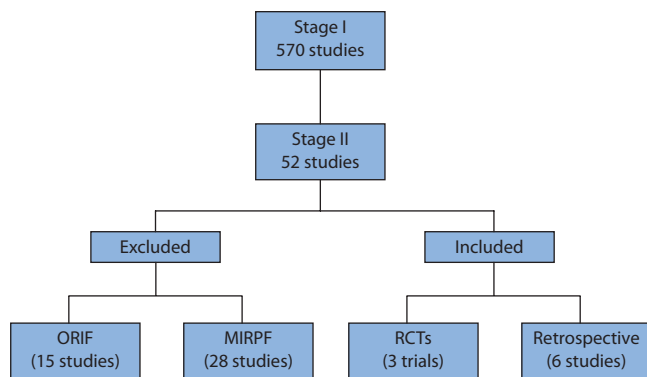 Stage I
570 studies
Stage II
52 studies
Excluded
Included
ORIF
(15 studies)
MIRPF
(28 studies)
RCTs
(3 trials)
Retrospective
(6 studies)